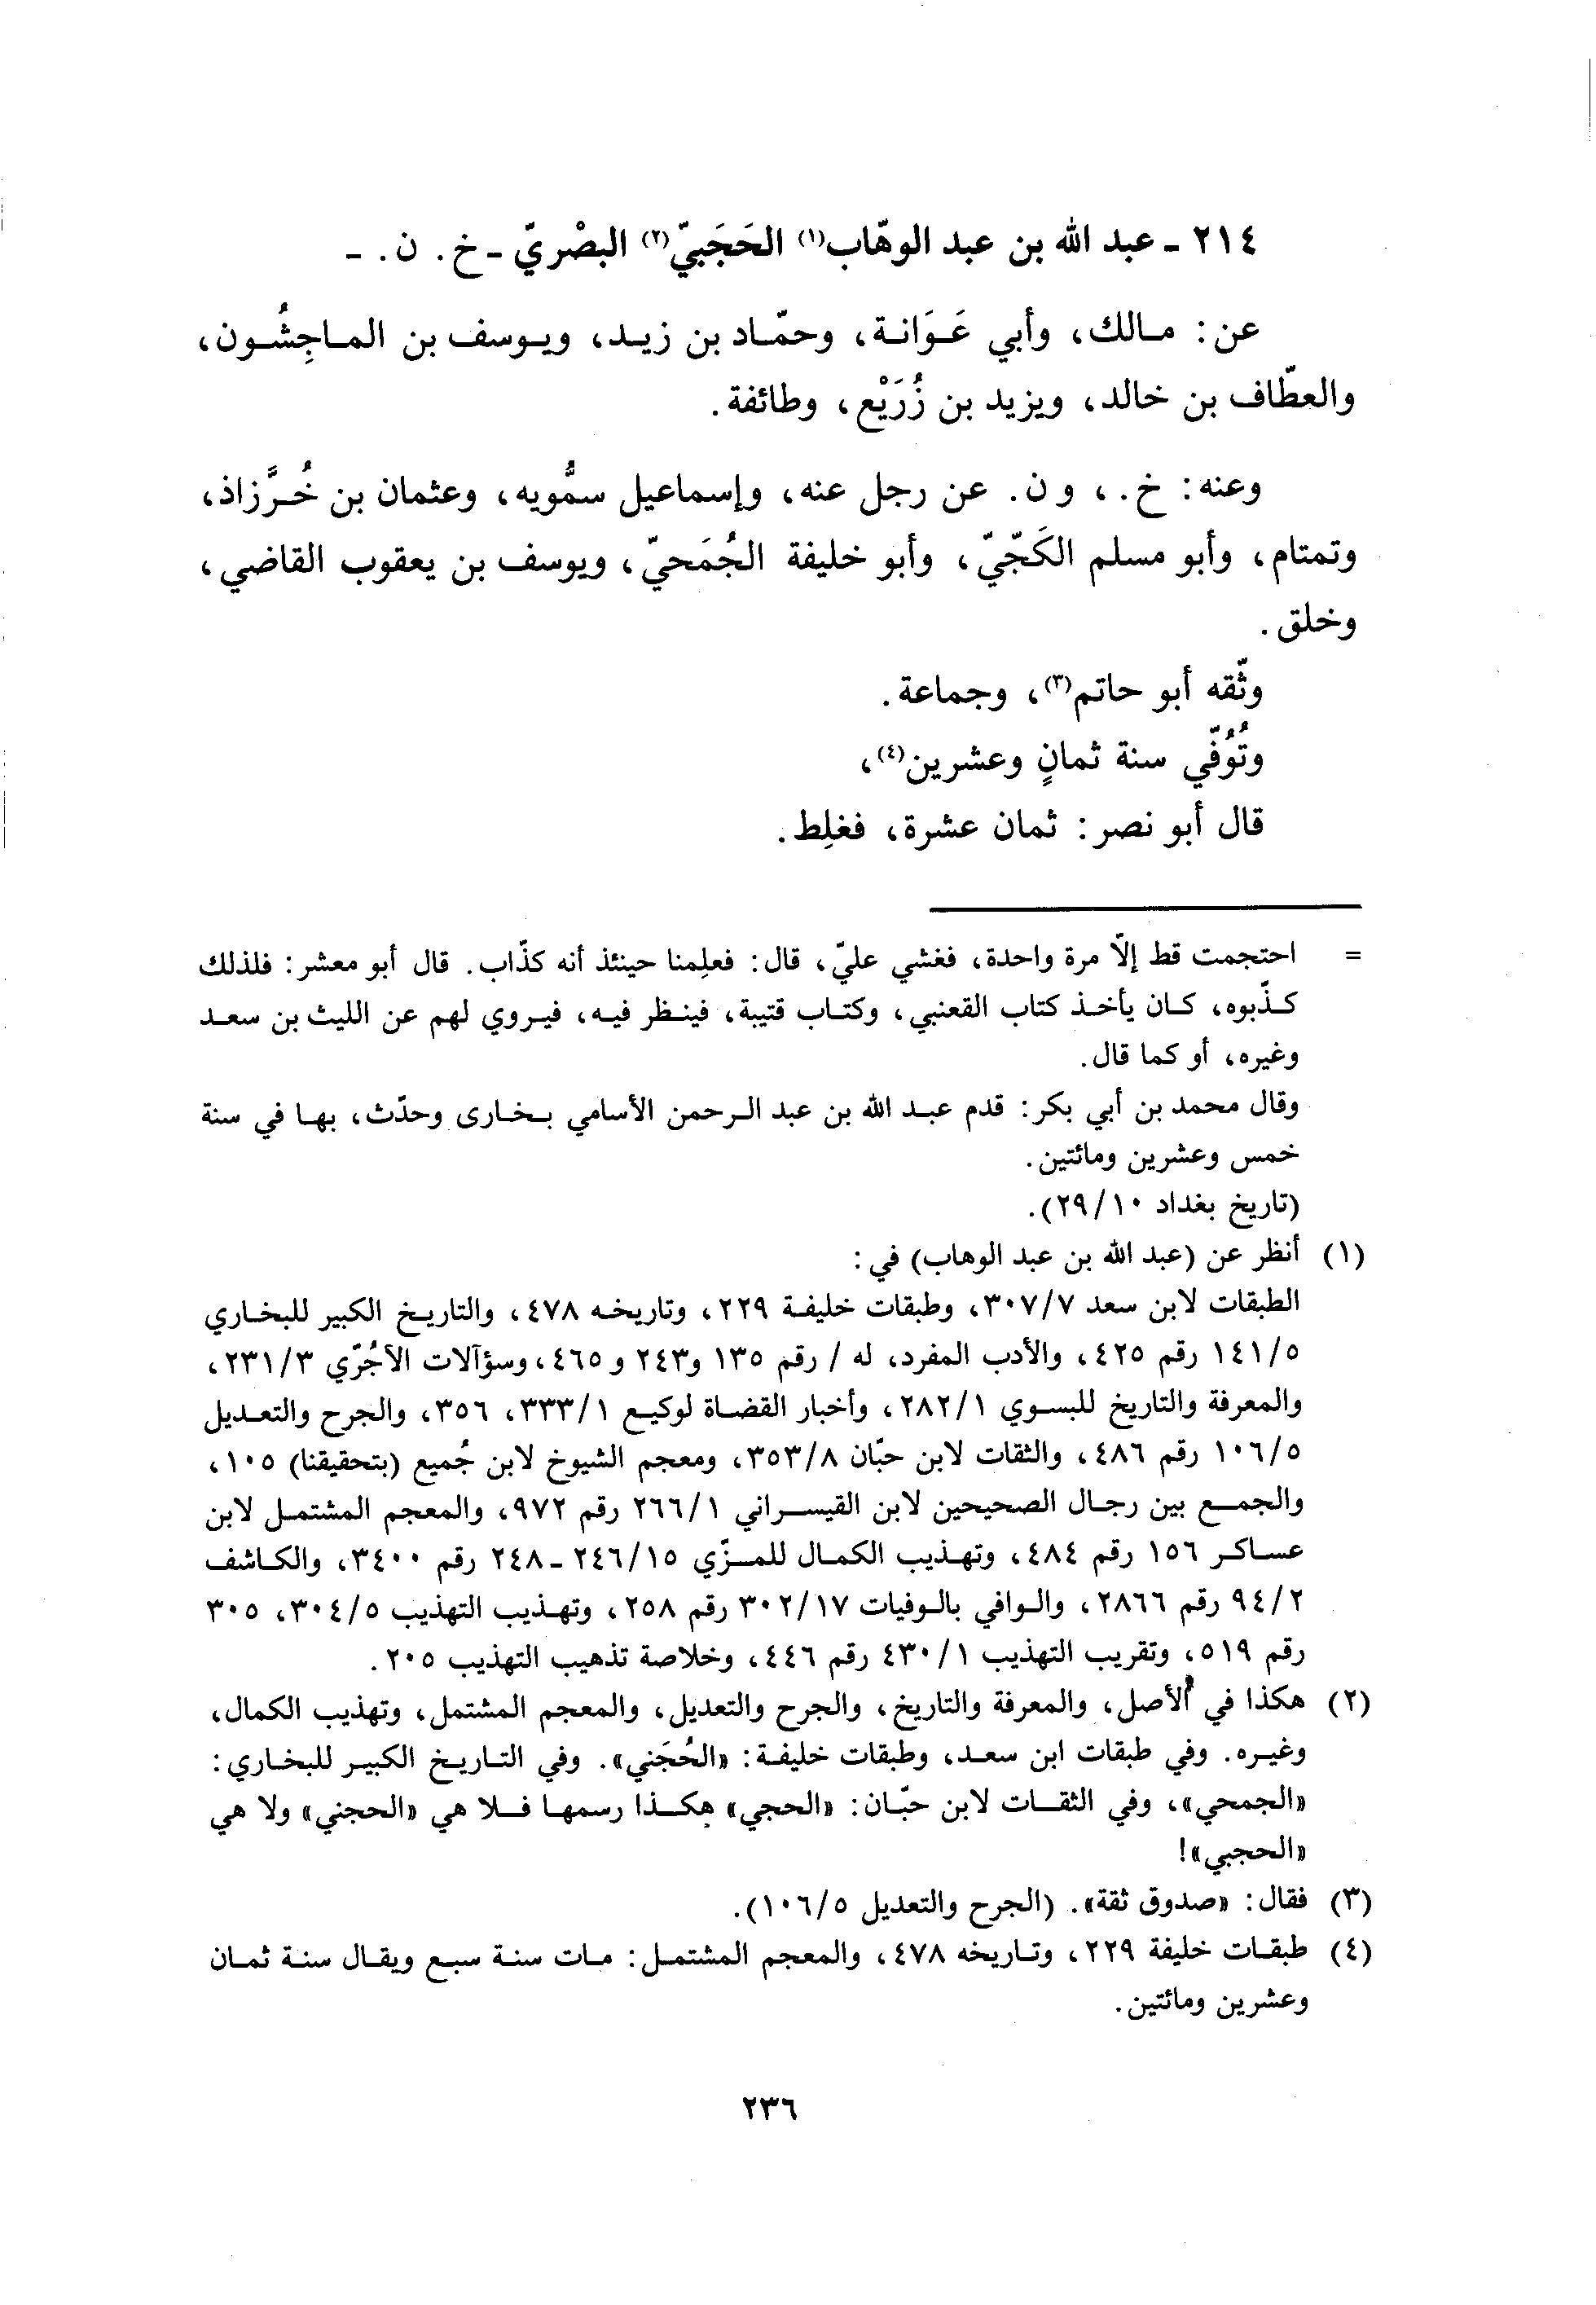 ٢١٤ ـ عبد الله بن عبد الوهّاب(١) الحَجَبيّ(٢) البصْريّ ـ خ. ن. ـ
عن: مالك، وأبي عَوَانة، وحمّاد بن زيد، ويوسف بن الماجِشُون،
والعطّاف بن خالد، ويزيد بن زُرَيْع، وطائفة.
وعنه: خ.، و ن. عن رجل عنه، وإسماعيل سمُّويه، وعثمان بن خُرَّزاذ،
وتمتام، وأبو مسلم الكَجّيّ، وأبو خليفة الجُمَحيّ، ويوسف بن يعقوب القاضي،
وخلق.
وثّقه أبو حاتم(٣)، وجماعة.
وتُوُفّي سنة ثمانٍ وعشرين(٤)،
قال أبو نصر: ثمان عشرة، فغلِط.
= احتجمت قط إلّا مرة واحدة، فغشي عليّ، قال: فعلِمنا حينئذ أنه كذّاب. قال أبو معشر: فلذلك
كذّبوه، كان يأخذ كتاب القعنبي، وكتاب قتيبة، فينظر فيه، فيروي لهم عن الليث بن سعد
وغيره، أو كما قال.
وقال محمد بن أبي بكر: قدم عبد الله بن عبد الرحمن الأسامي بخارى وحدّث، بها في سنة
خمس وعشرين ومائتين.
(تاريخ بغداد ٢٩/١٠).
(١) أنظر عن (عبد الله بن عبد الوهاب) في:
الطبقات لابن سعد ٣٠٧/٧، وطبقات خليفة ٢٢٩، وتاريخه ٤٧٨، والتاريخ الكبير للبخاري
١٤١/٥ رقم ٤٢٥، والأدب المفرد، له / رقم ١٣٥ و٢٤٣ و ٤٦٥، وسؤآلات الآجُرّي ٢٣١/٣،
والمعرفة والتاريخ للبسوي ٢٨٢/١، وأخبار القضاة لوكيع ٣٣٣/١، ٣٥٦، والجرح والتعديل
١٠٦/٥ رقم ٤٨٦، والثقات لابن حبّان ٣٥٣/٨، ومعجم الشيوخ لابن جُميع (بتحقيقنا) ١٠٥،
والجمع بين رجال الصحيحين لابن القيسراني ٢٦٦/١ رقم ٩٧٢، والمعجم المشتمل لابن
عساكر ١٥٦ رقم ٤٨٤، وتهذيب الكمال للمزّي ٢٤٦/١٥ ـ ٢٤٨ رقم ٣٤٠٠، والكاشف
٩٤/٢ رقم ٢٨٦٦، والوافي بالوفيات ٣٠٢/١٧ رقم ٢٥٨، وتهذيب التهذيب ٣٠٤/٥، ٣٠٥
رقم ٥١٩، وتقريب التهذيب ٤٣٠/١ رقم ٤٤٦، وخلاصة تذهيب التهذيب ٢٠٥.
(٢) هكذا في الأصل، والمعرفة والتاريخ، والجرح والتعديل، والمعجم المشتمل، وتهذيب الكمال،
وغيره. وفي طبقات ابن سعد، وطبقات خليفة: «الحُجَني». وفي التاريخ الكبير للبخاري:
«الجمحي»، وفي الثقات لابن حبّان: «الحجي» هكذا رسمها فلا هي «الحجني» ولا هي
«الحجبي»!
(٣) فقال: «صدوق ثقة». (الجرح والتعديل ١٠٦/٥).
(٤) طبقات خليفة ٢٢٩، وتاريخه ٤٧٨، والمعجم المشتمل: مات سنة سبع ويقال سنة ثمان
وعشرين ومائتين.
٢٣٦